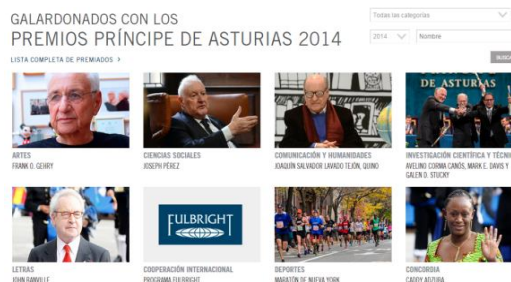 GALARDONADOS CON LOS
PREMIOS PRÍNCIPE DE ASTURIAS 2014
LISTA COMPLETA DE PREMIADOS >
Todas las categorías
2014
Nombre
BUSCA
DE ASTURIAS
ARTES
FRANK O. GEHRY
CIENCIAS SOCIALES
JOSEPH PÉREZ
COMUNICACIÓN Y HUMANIDADES
JOAQUÍN SALVADOR LAVADO TEJÓN, QUINO
INVESTIGACIÓN CIENTÍFICA Y TÉCNI
AVELINO CORMA CANÓS, MARK E. DAVIS Y
GALEN D. STUCKY
FULBRIGHT
LETRAS
JOHN BANVILLE
COOPERACIÓN INTERNACIONAL
PROGRAMA FULBRIGHT
DEPORTES
MARATÓN DE NUEVA YORK
CONCORDIA
CADDY ADZUBA